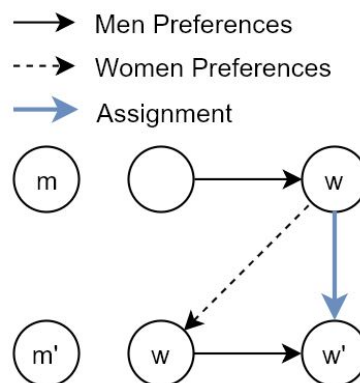 Men Preferences
Women Preferences
Assignment
m w
m' w w'